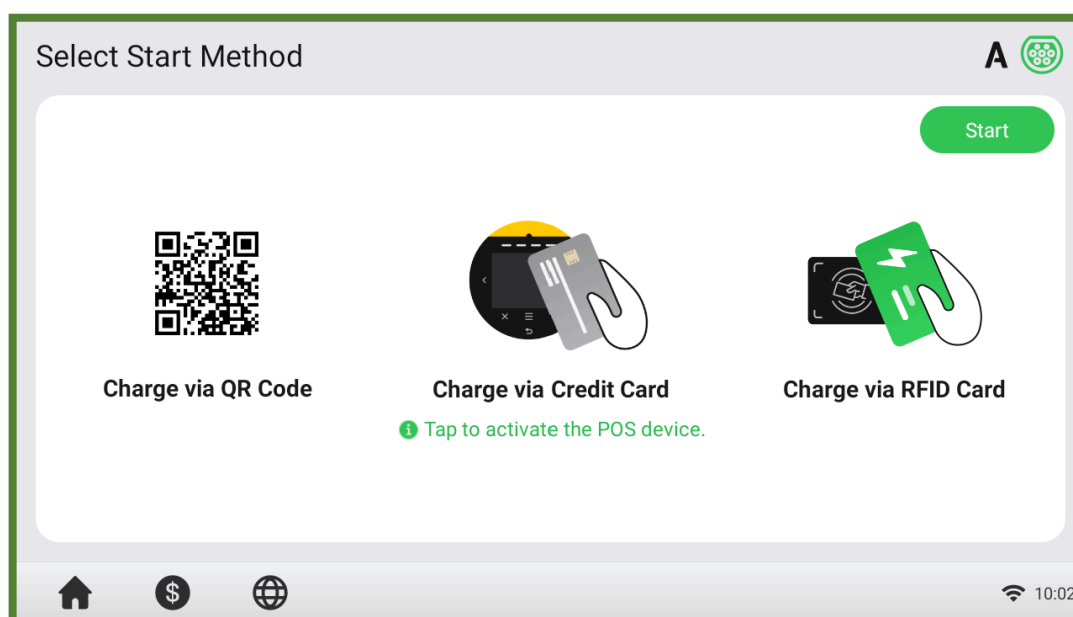 Select Start Method
A
Start
Charge via QR Code
Charge via Credit Card
Charge via RFID Card
Tap to activate the POS device.
10:02